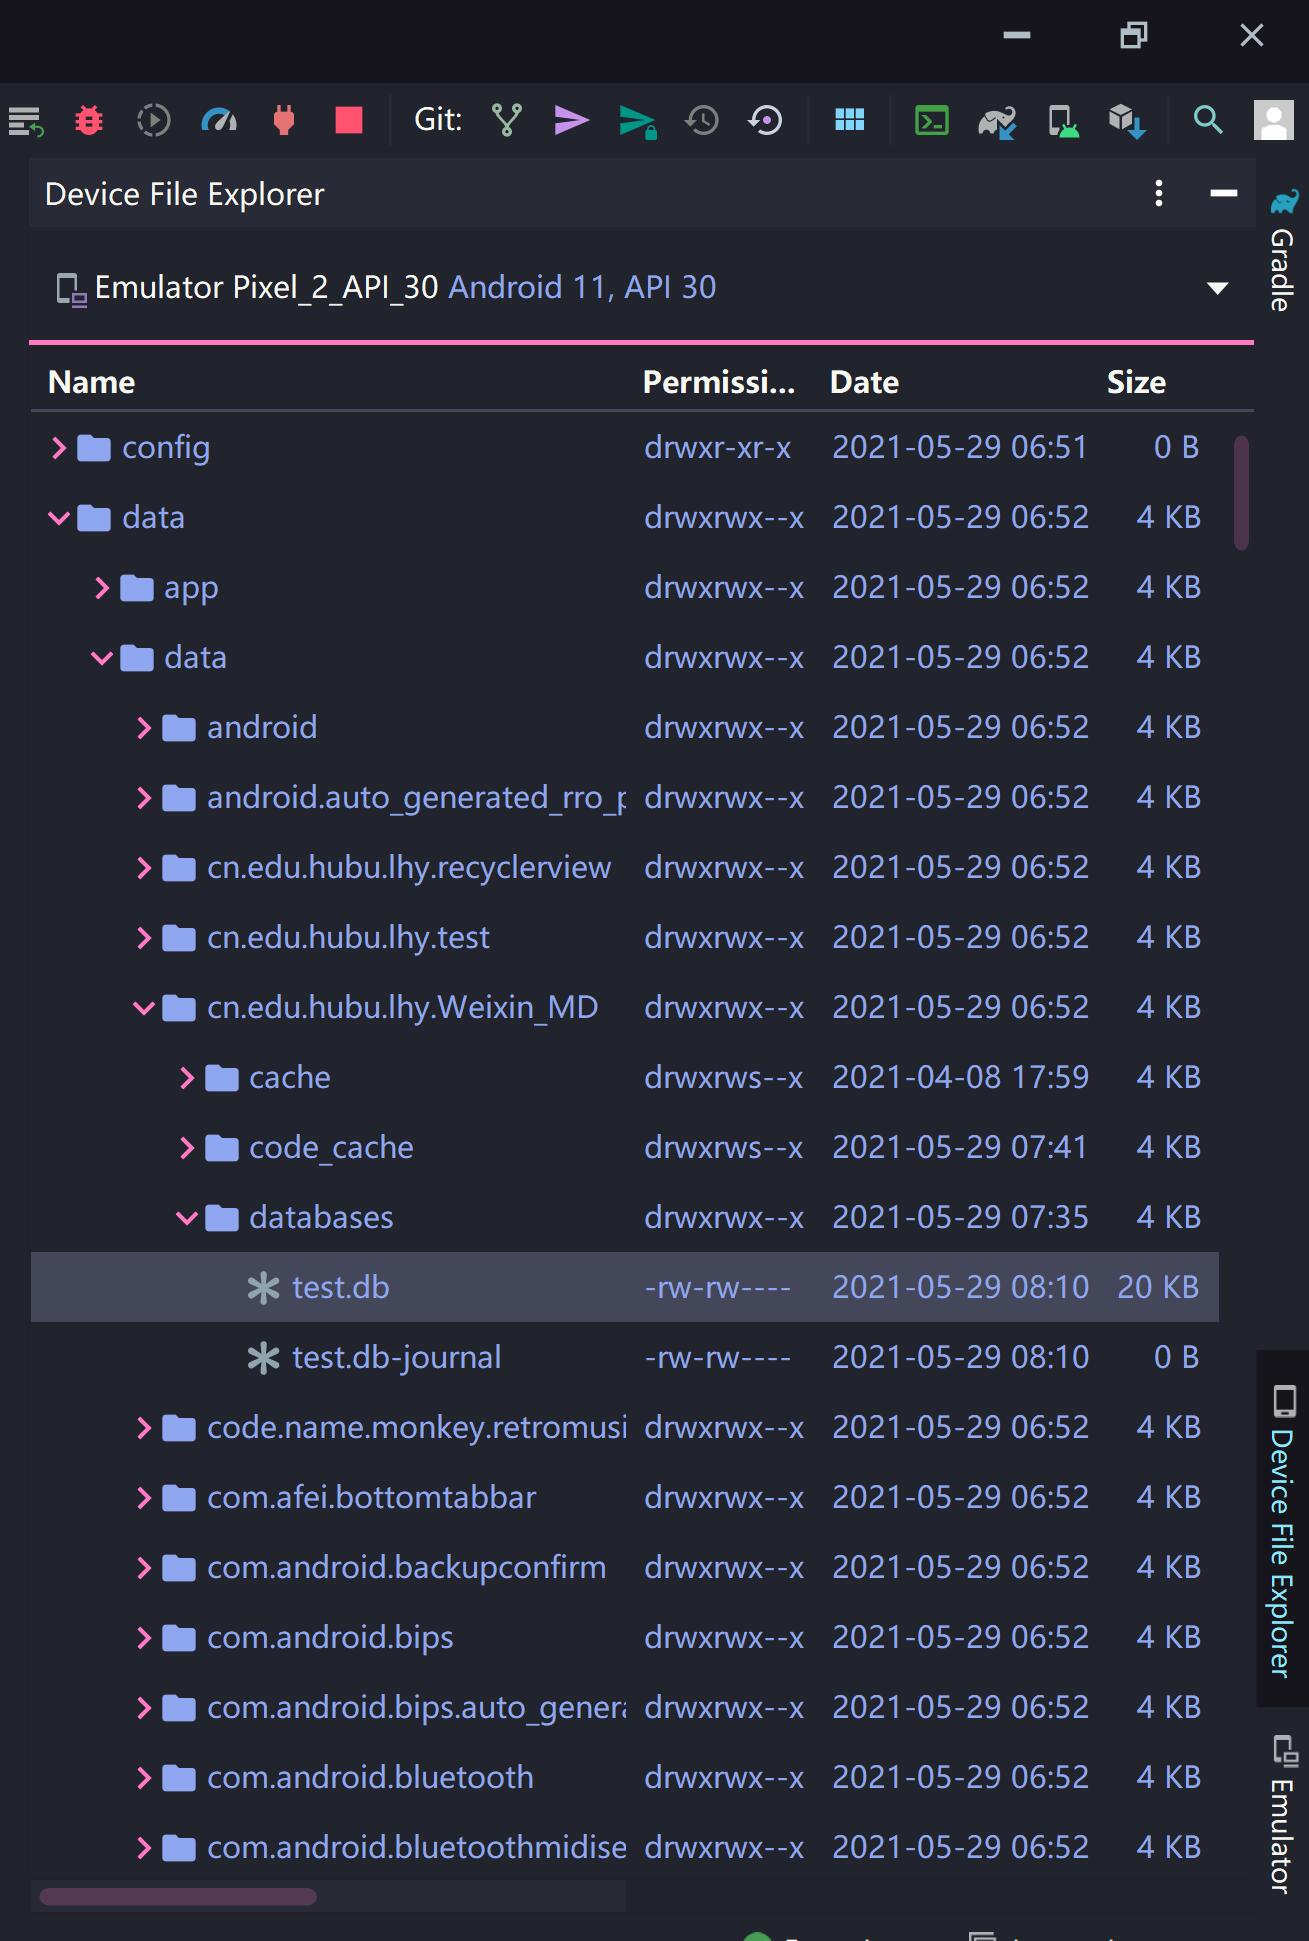 Git:
Device File Explorer
Emulator Pixel_2_API_30 Android 11, API 30
Name Permissi... Date Size
config drwxr-xr-x 2021-05-29 06:51 0 B
data drwxrwx--x 2021-05-29 06:52 4 KB
app drwxrwx--x 2021-05-29 06:52 4 KB
data drwxrwx--x 2021-05-29 06:52 4 KB
android drwxrwx--x 2021-05-29 06:52 4 KB
android.auto_generated_rro_p drwxrwx--x 2021-05-29 06:52 4 KB
cn.edu.hubu.lhy.recyclerview drwxrwx--x 2021-05-29 06:52 4 KB
cn.edu.hubu.lhy.test drwxrwx--x 2021-05-29 06:52 4 KB
cn.edu.hubu.lhy.Weixin_MD drwxrwx--x 2021-05-29 06:52 4 KB
cache drwxrws--x 2021-04-08 17:59 4 KB
code_cache drwxrws--x 2021-05-29 07:41 4 KB
databases drwxrwx--x 2021-05-29 07:35 4 KB
test.db -rw-rw---- 2021-05-29 08:10 20 KB
test.db-journal -rw-rw---- 2021-05-29 08:10 0 B
code.name.monkey.retromusi drwxrwx--x 2021-05-29 06:52 4 KB
com.afei.bottomtabbar drwxrwx--x 2021-05-29 06:52 4 KB
com.android.backupconfirm drwxrwx--x 2021-05-29 06:52 4 KB
com.android.bips drwxrwx--x 2021-05-29 06:52 4 KB
com.android.bips.auto_genera drwxrwx--x 2021-05-29 06:52 4 KB
com.android.bluetooth drwxrwx--x 2021-05-29 06:52 4 KB
com.android.bluetoothmidise drwxrwx--x 2021-05-29 06:52 4 KB
Gradle
Device File Explorer
Emulator